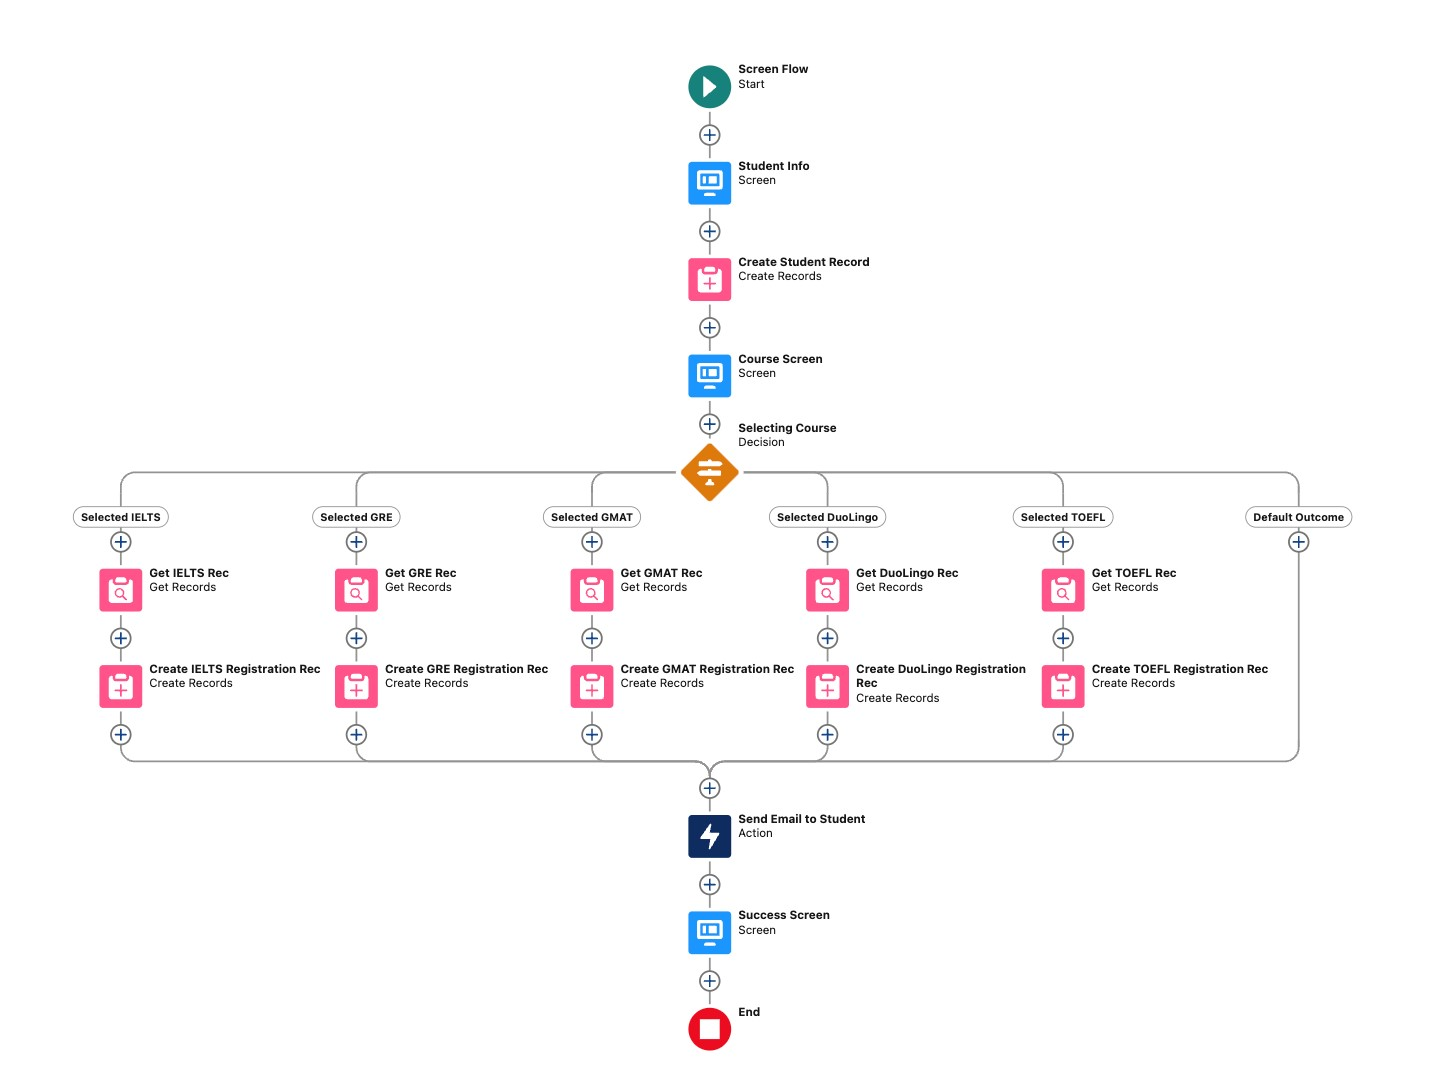 Screen Flow
Start
Student Info
Screen
Create Student Record
Create Records
Course Screen
Screen
Selecting Course
Decision
Selected IELTS
Selected GRE
Selected GMAT
Selected DuoLingo
Selected TOEFL
Default Outcome
Get IELTS Rec
Get Records
Get GRE Rec
Get Records
Get GMAT Rec
Get Records
Get DuoLingo Rec
Get Records
Get TOEFL Rec
Get Records
Create IELTS Registration Rec
Create Records
Create GRE Registration Rec
Create Records
Create GMAT Registration Rec
Create Records
Create DuoLingo Registration
Rec
Create Records
Create TOEFL Registration Rec
Create Records
Send Email to Student
Action
Success Screen
Screen
End